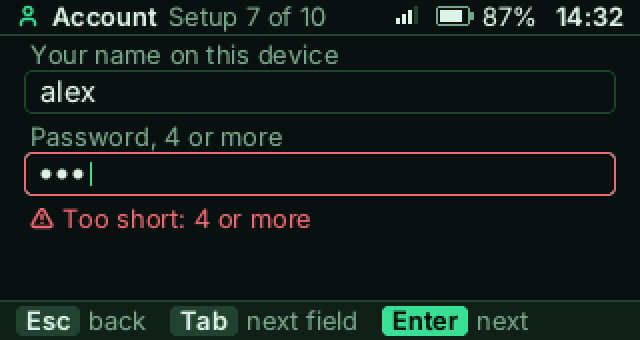 Account Setup 7 of 10 87% 14:32
Your name on this device
alex
Password, 4 or more
•••
Too short: 4 or more
Esc back Tab next field Enter next